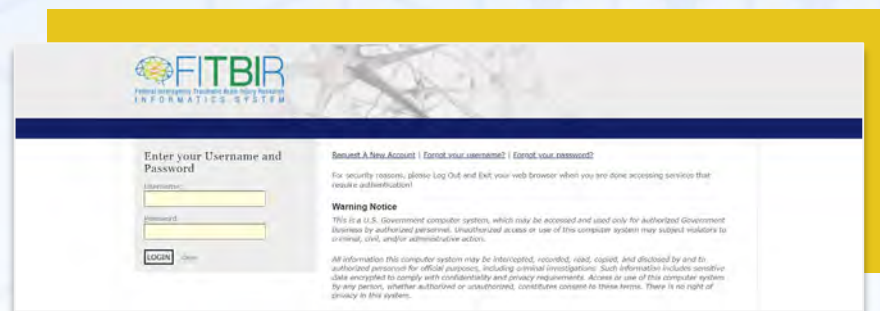 FITBIR
Federal Interagency Traumatic Brain Injury Research
INFORMATICS SYSTEM
Enter your Username and
Password
Username:
Password
LOGIN Clear
Request A New Account | Forgot your username? | Forgot your password?
For security reasons, please Log Out and Exit your web browser when you are done accessing services that
require authentication!
Warning Notice
This is a U.S. Government computer system, which may be accessed and used only for authorized Government
Business by authorized personnel. Unauthorized access or use of this computer system may subject violators to
criminal, civil, and/or administrative action.
All information this computer system may be intercepted, recorded, read, copied, and disclosed by and to
authorized personnel for official purposes, including criminal investigations. Such information includes sensitive
data encrypted to comply with confidentiality and privacy requirements. Access or use of this computer system
by any person, whether authorized or unauthorized, constitutes consent to these terms. There is no right of
privacy in this system.